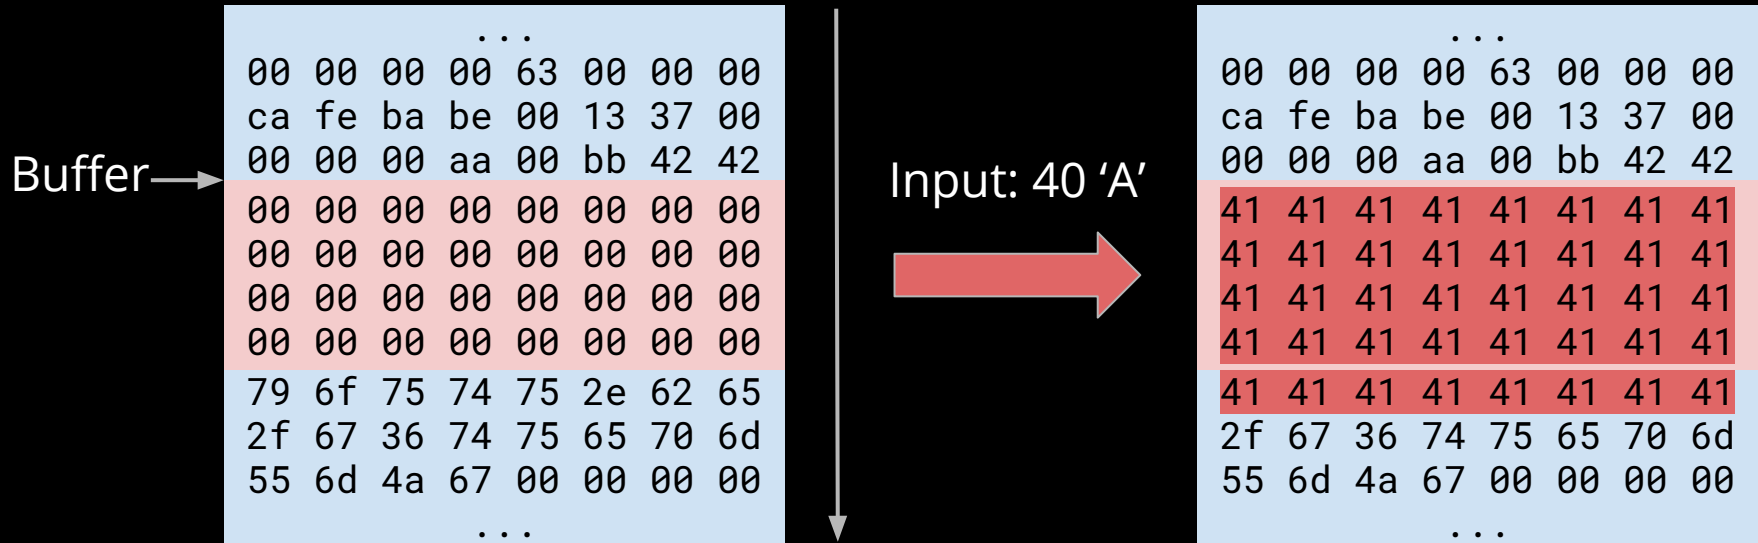 ...
00 00 00 00 63 00 00 00
ca fe ba be 00 13 37 00
00 00 00 aa 00 bb 42 42
Buffer
00 00 00 00 00 00 00 00
00 00 00 00 00 00 00 00
00 00 00 00 00 00 00 00
00 00 00 00 00 00 00 00
79 6f 75 74 75 2e 62 65
2f 67 36 74 75 65 70 6d
55 6d 4a 67 00 00 00 00
...
Input: 40 ‘A’
...
00 00 00 00 63 00 00 00
ca fe ba be 00 13 37 00
00 00 00 aa 00 bb 42 42
41 41 41 41 41 41 41 41
41 41 41 41 41 41 41 41
41 41 41 41 41 41 41 41
41 41 41 41 41 41 41 41
41 41 41 41 41 41 41 41
2f 67 36 74 75 65 70 6d
55 6d 4a 67 00 00 00 00
...